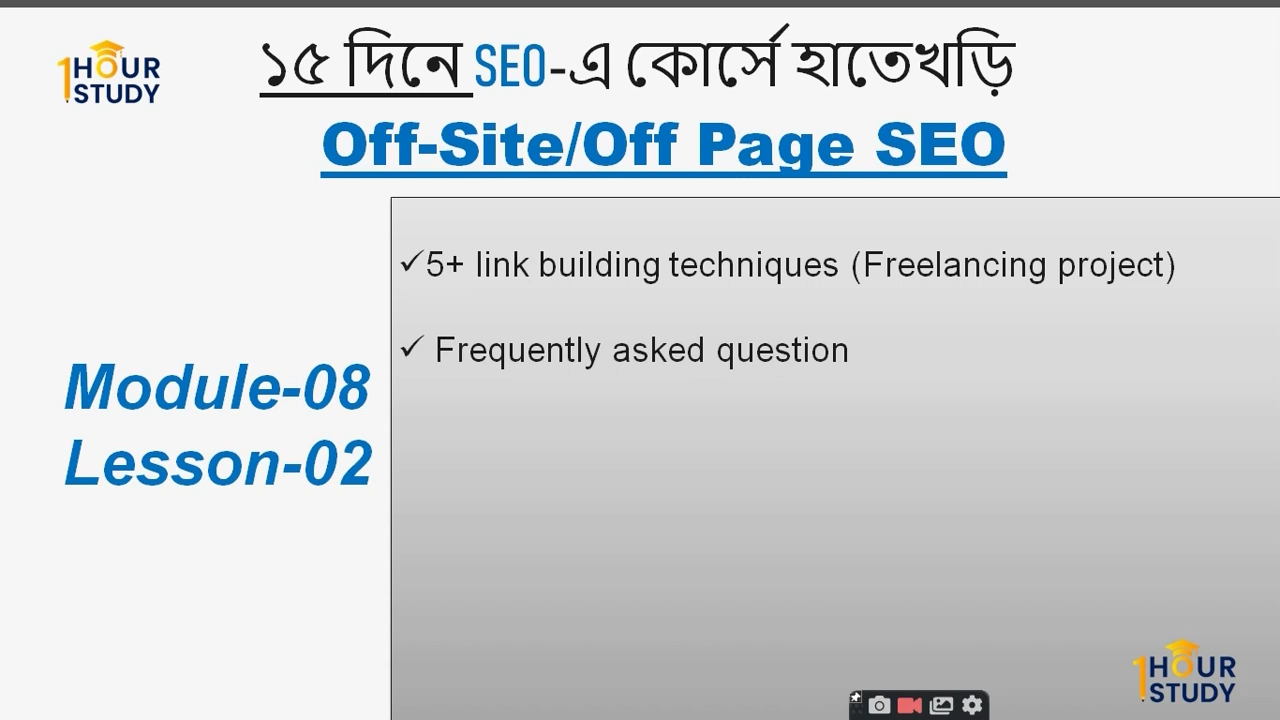 1HOUR
STUDY
১৫ দিনে SEO-এ কোর্সে হাতেখড়ি
Off-Site/Off Page SEO
✓5+ link building techniques (Freelancing project)
✓ Frequently asked question
Module-08
Lesson-02
1HOUR
STUDY